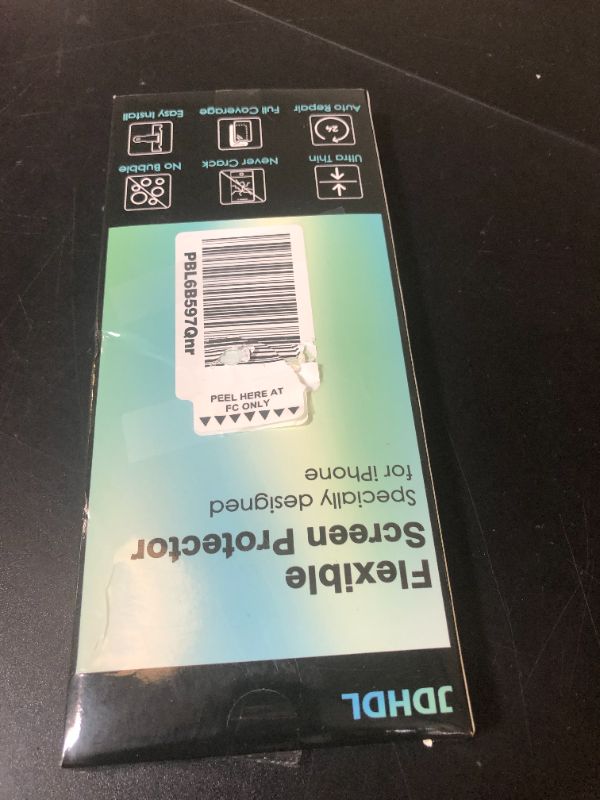 JDHDL
Flexible
Screen Protector
Specially designed
for iPhone
PEEL HERE AT
FC ONLY
PBL6B597Qnr
Ultra Thin
Never Crack
No Bubble
24
Auto Repair
Full Coverage
Easy Install